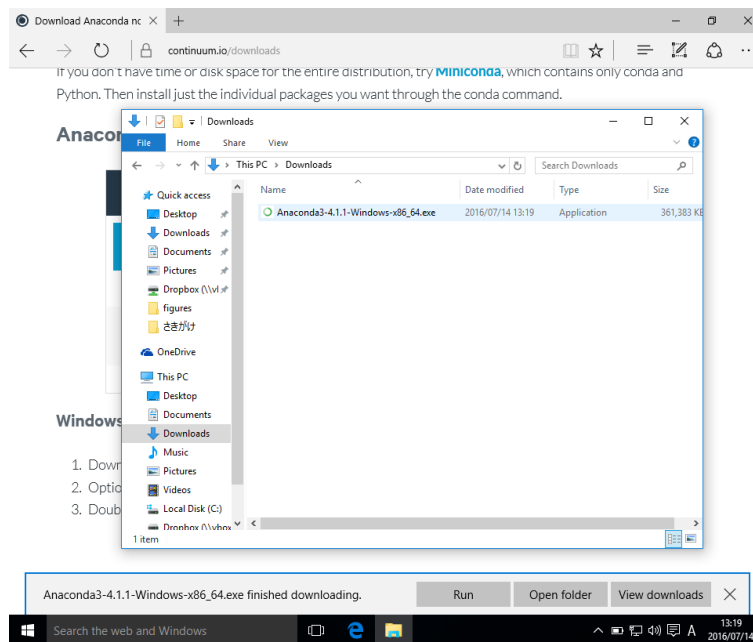 Download Anaconda nc
continuum.io/downloads
If you don't have time or disk space for the entire distribution, try Miniconda, which contains only conda and
Python. Then install just the individual packages you want through the conda command.
Anacon
Downloads
File Home Share View
This PC > Downloads
Search Downloads
Name Date modified Type Size
Anaconda3-4.1.1-Windows-x86_64.exe 2016/07/14 13:19 Application 361,383 KB
Quick access
Desktop
Downloads
Documents
Pictures
Dropbox (\\vl
figures
さきがけ
OneDrive
This PC
Desktop
Documents
Downloads
Music
Pictures
Videos
Local Disk (C:)
Dropbox (\\vbox
1 item
Windows
1. Down
2. Optio
3. Doub
Anaconda3-4.1.1-Windows-x86_64.exe finished downloading. Run Open folder View downloads
Search the web and Windows
A
13:19
2016/07/14